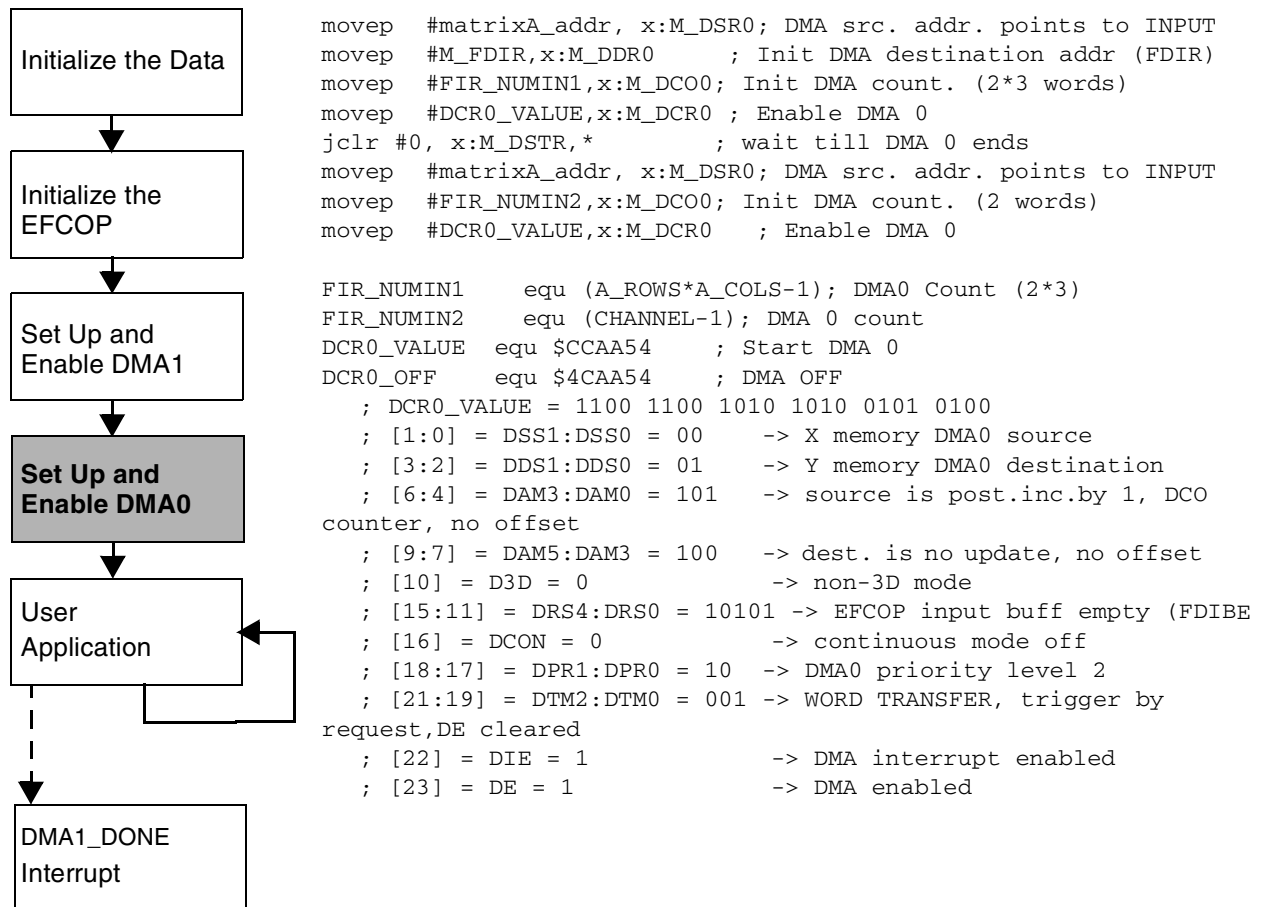 Initialize the Data
Initialize the
EFCOP
Set Up and
Enable DMA1
Set Up and
Enable DMA0
User
Application
DMA1_DONE
Interrupt
movep #matrixA_addr, x:M_DSR0; DMA src. addr. points to INPUT
movep #M_FDIR,x:M_DDR0 ; Init DMA destination addr (FDIR)
movep #FIR_NUMIN1,x:M_DCO0; Init DMA count. (2*3 words)
movep #DCR0_VALUE,x:M_DCR0 ; Enable DMA 0
jclr #0, x:M_DSTR,* ; wait till DMA 0 ends
movep #matrixA_addr, x:M_DSR0; DMA src. addr. points to INPUT
movep #FIR_NUMIN2,x:M_DCO0; Init DMA count. (2 words)
movep #DCR0_VALUE,x:M_DCR0 ; Enable DMA 0
FIR_NUMIN1 equ (A_ROWS*A_COLS-1); DMA0 Count (2*3)
FIR_NUMIN2 equ (CHANNEL-1); DMA 0 count
DCR0_VALUE equ $CCAA54 ; Start DMA 0
DCR0_OFF equ $4CAA54 ; DMA OFF
; DCR0_VALUE = 1100 1100 1010 1010 0101 0100
; [1:0] = DSS1:DSS0 = 00 -> X memory DMA0 source
; [3:2] = DDS1:DDS0 = 01 -> Y memory DMA0 destination
; [6:4] = DAM3:DAM0 = 101 -> source is post.inc.by 1, DCO
counter, no offset
; [9:7] = DAM5:DAM3 = 100 -> dest. is no update, no offset
; [10] = D3D = 0 -> non-3D mode
; [15:11] = DRS4:DRS0 = 10101 -> EFCOP input buff empty (FDIBE
; [16] = DCON = 0 -> continuous mode off
; [18:17] = DPR1:DPR0 = 10 -> DMA0 priority level 2
; [21:19] = DTM2:DTM0 = 001 -> WORD TRANSFER, trigger by
request,DE cleared
; [22] = DIE = 1 -> DMA interrupt enabled
; [23] = DE = 1 -> DMA enabled